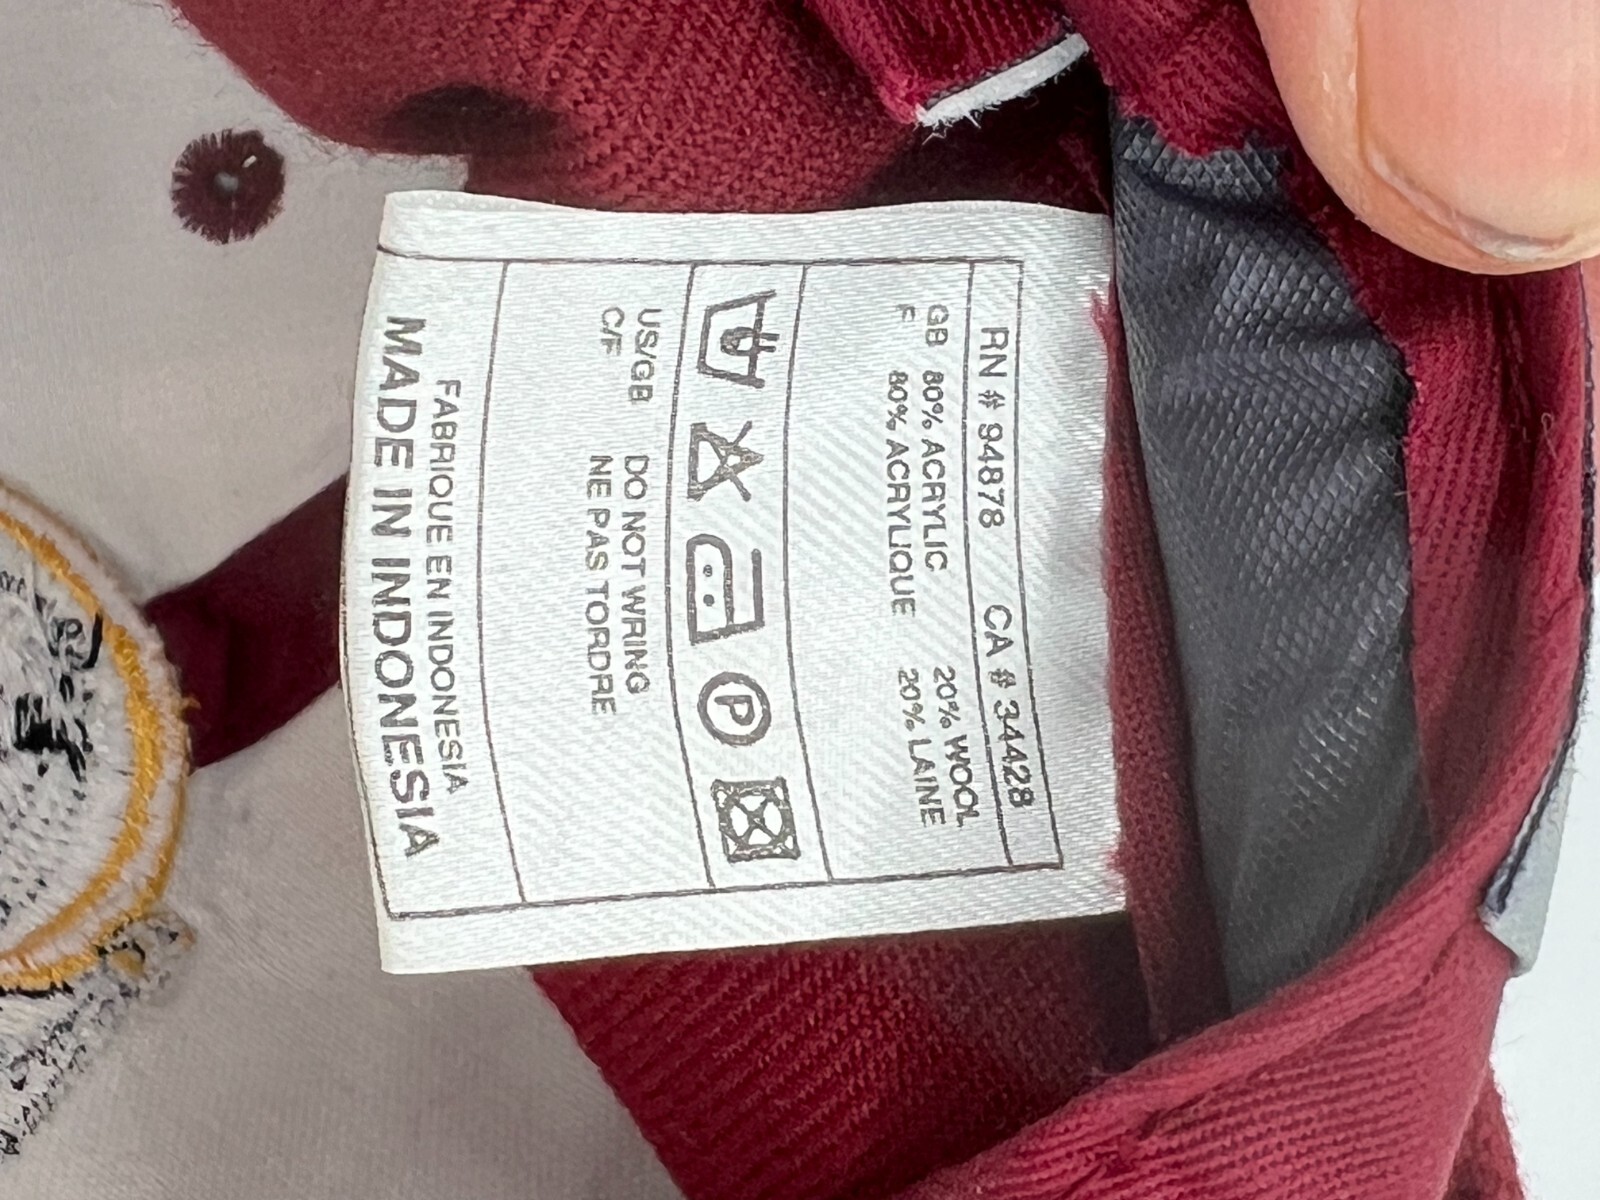 RN # 94878 CA # 34428
GB 80% ACRYLIC 20% WOOL
F 80% ACRYLIQUE 20% LAINE
P
US/GB DO NOT WRING
C/F NE PAS TORDRE
FABRIQUE EN INDONESIA
MADE IN INDONESIA